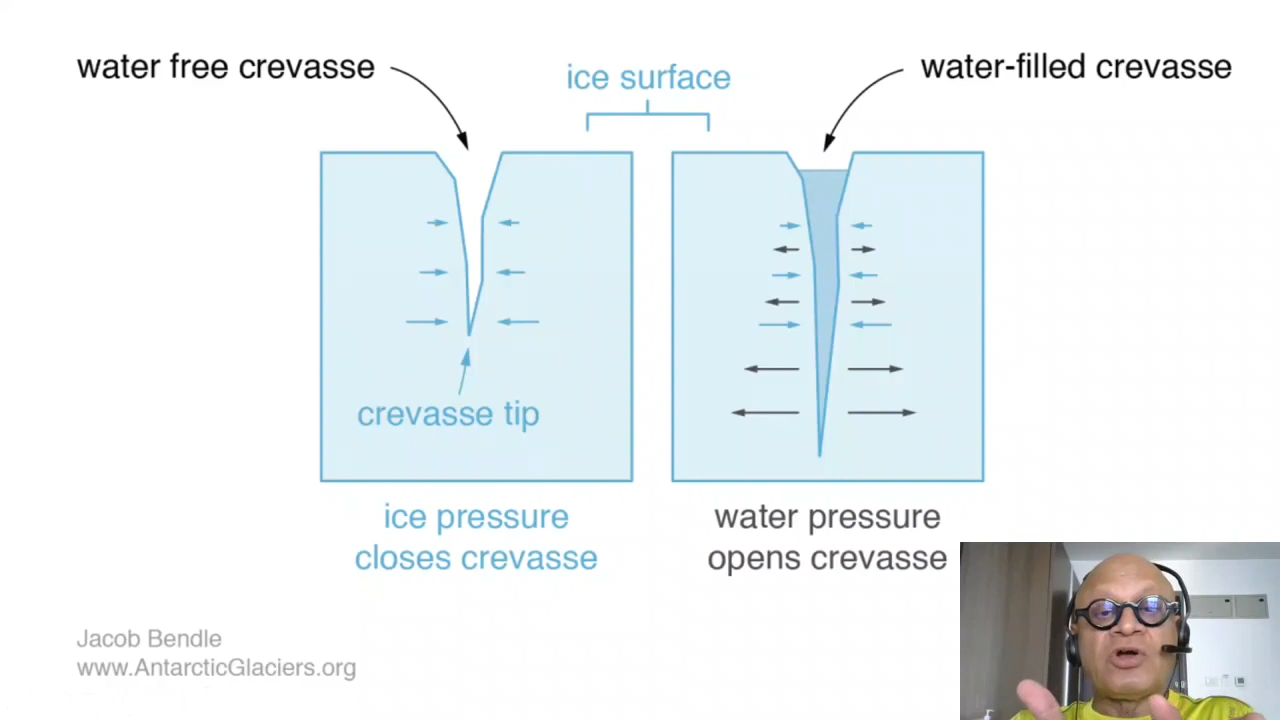 water free crevasse
ice surface
water-filled crevasse
crevasse tip
ice pressure
closes crevasse
water pressure
opens crevasse
Jacob Bendle
www.AntarcticGlaciers.org